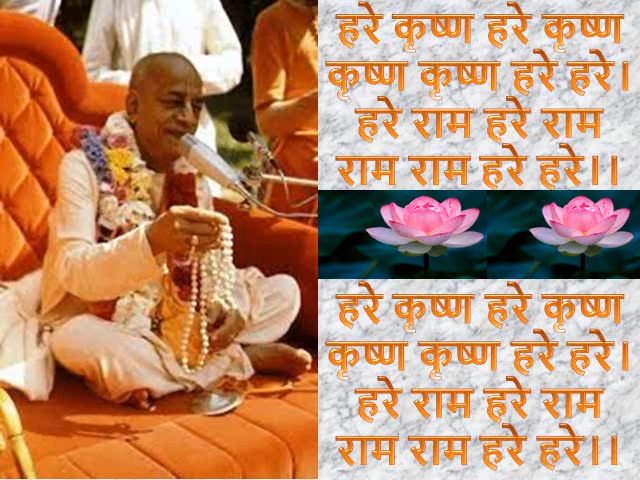 हरे कृष्ण हरे कृष्ण
कृष्ण कृष्ण हरे हरे।
हरे राम हरे राम
राम राम हरे हरे।।
हरे कृष्ण हरे कृष्ण
कृष्ण कृष्ण हरे हरे।
हरे राम हरे राम
राम राम हरे हरे।।